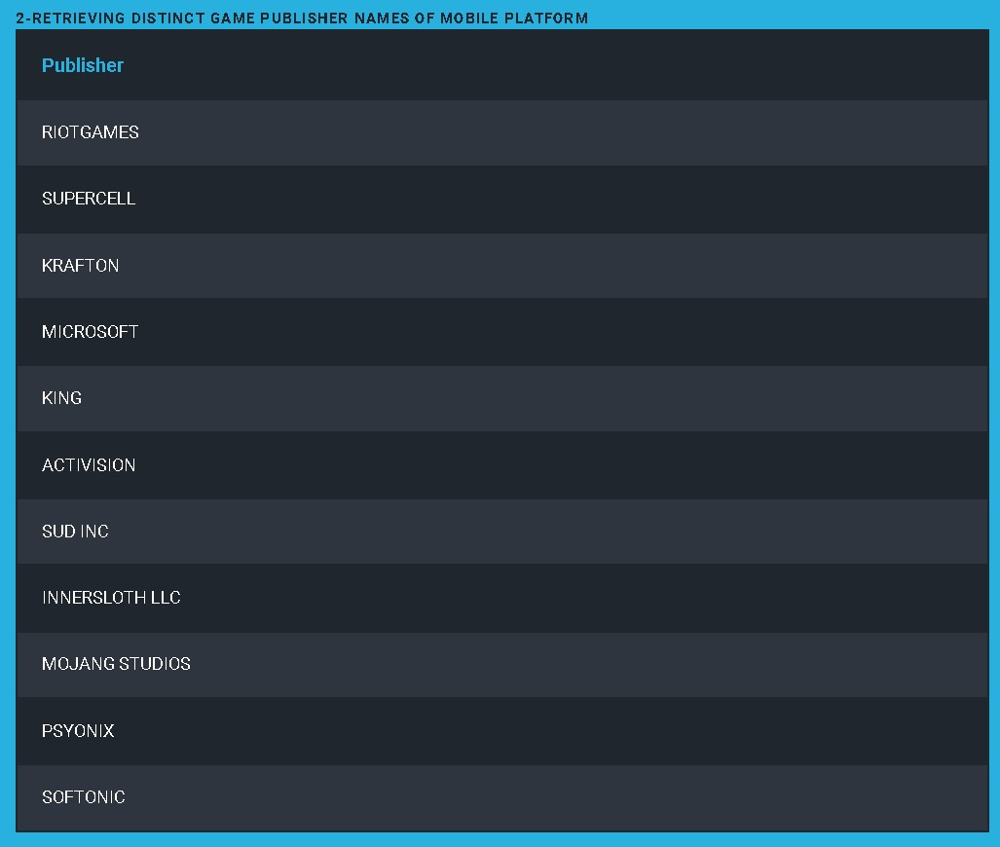 2-RETRIEVING DISTINCT GAME PUBLISHER NAMES OF MOBILE PLATFORM
Publisher
RIOTGAMES
SUPERCELL
KRAFTON
MICROSOFT
KING
ACTIVISION
SUD INC
INNERSLOTH LLC
MOJANG STUDIOS
PSYONIX
SOFTONIC